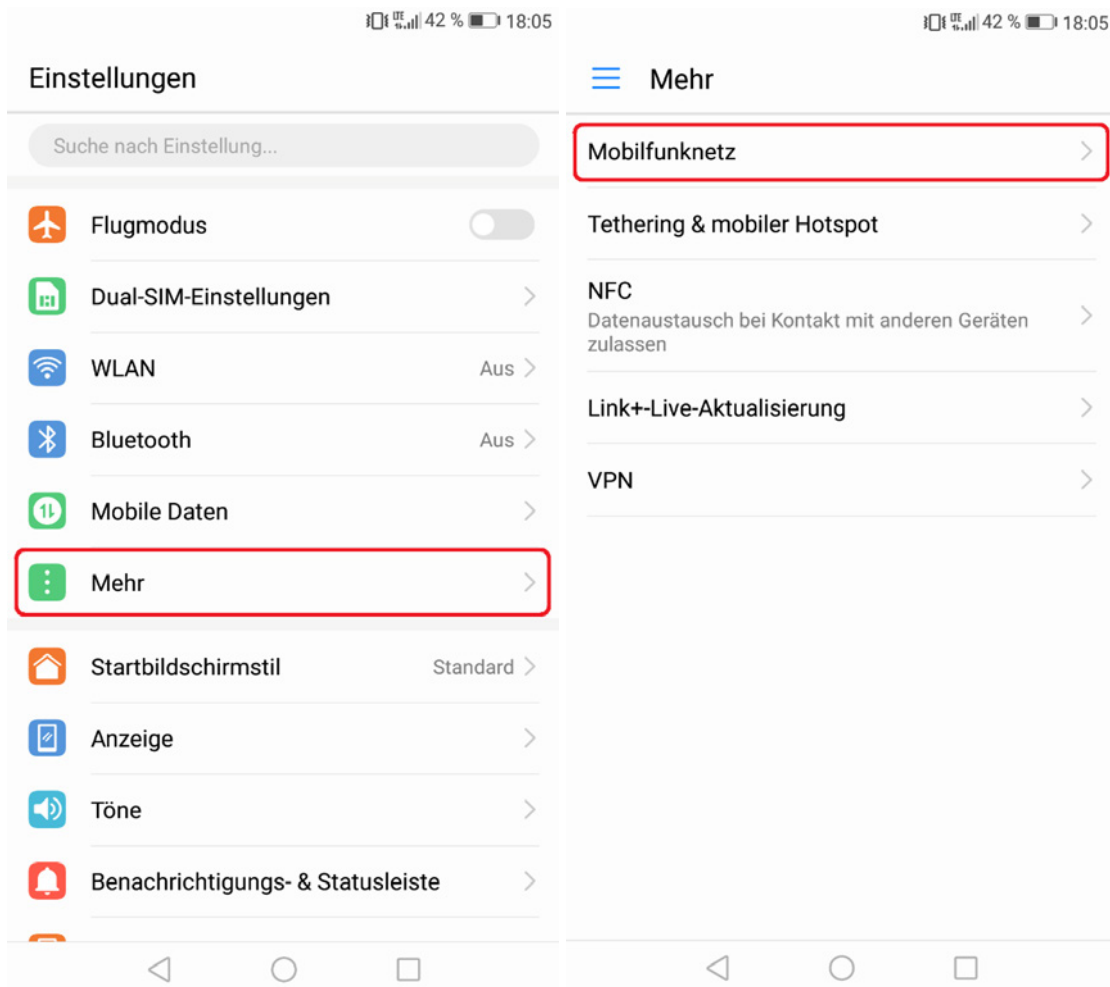 LTE 42 % 18:05
Einstellungen
Suche nach Einstellung...
Flugmodus
Dual-SIM-Einstellungen
WLAN Aus
Bluetooth Aus
Mobile Daten
Mehr
Startbildschirmstil Standard
Anzeige
Töne
Benachrichtigungs- & Statusleiste
LTE 42 % 18:05
Mehr
Mobilfunknetz
Tethering & mobiler Hotspot
NFC
Datenaustausch bei Kontakt mit anderen Geräten
zulassen
Link+-Live-Aktualisierung
VPN